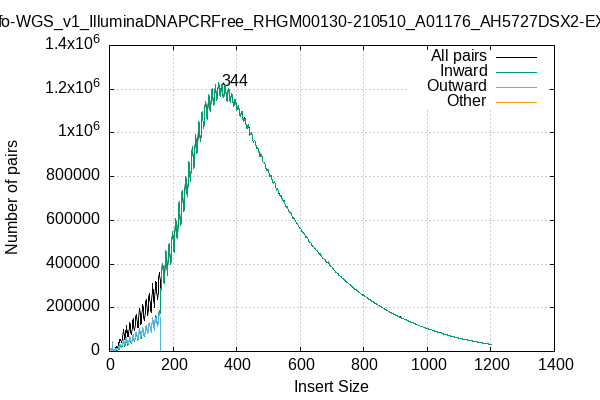 fo-WGS_v1_IlluminaDNAPCRFree_RHGM00130-210510_A01176_AH5727DSX2-EX
1.4x10^6
1.2x10^6
1x10^6
800000
600000
400000
200000
0
Number of pairs
344
All pairs
Inward
Outward
Other
0 200 400 600 800 1000 1200 1400
Insert Size